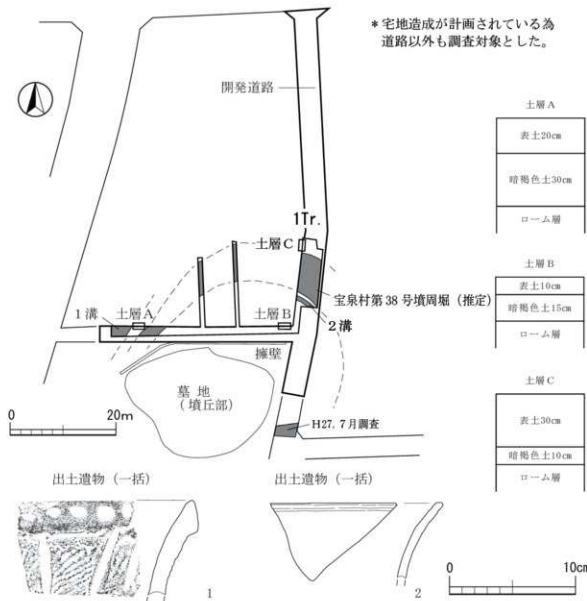 ＊宅地造成が計画されている為
道路以外も調査対象とした。
開発道路
土層A
表土20㎝
暗褐色土30㎝
ローム層
1Tr.
土層C
宝泉村第38号墳周堀（推定）
1溝
土層A
土層B
2溝
擁壁
墓地
（墳丘部）
H27.7月調査
0
20m
土層B
表土10㎝
暗褐色土15㎝
ローム層
土層C
表土30㎝
暗褐色土10㎝
ローム層
出土遺物（一括）
出土遺物（一括）
1
2
0
10㎝